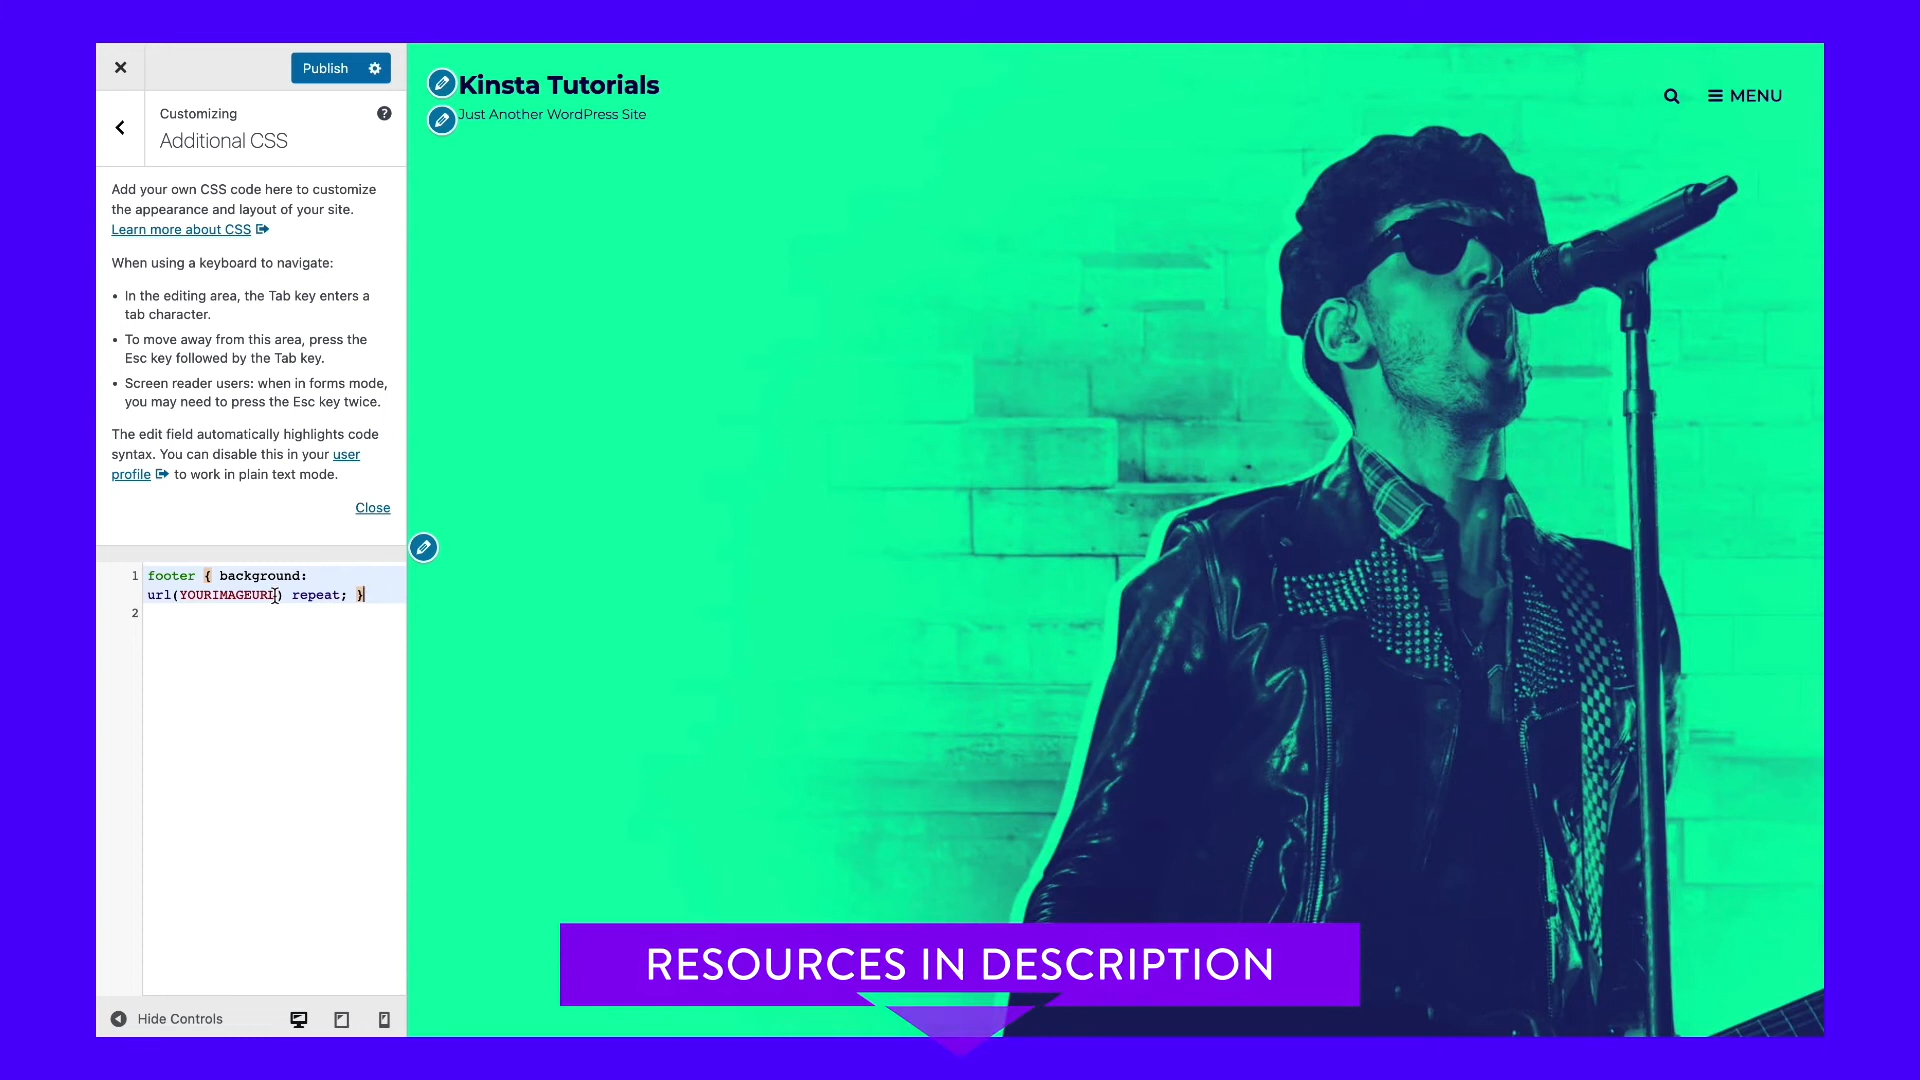 Publish
Customizing
Additional CSS
Add your own CSS code here to customize
the appearance and layout of your site.
Learn more about CSS
When using a keyboard to navigate:
• In the editing area, the Tab key enters a
tab character.
• To move away from this area, press the
Esc key followed by the Tab key.
• Screen reader users: when in forms mode,
you may need to press the Esc key twice.
The edit field automatically highlights code
syntax. You can disable this in your user
profile to work in plain text mode.
Close
1 footer { background:
url(YOURIMAGEURL) repeat; }
2
Hide Controls
Kinsta Tutorials
Just Another WordPress Site
MENU
RESOURCES IN DESCRIPTION